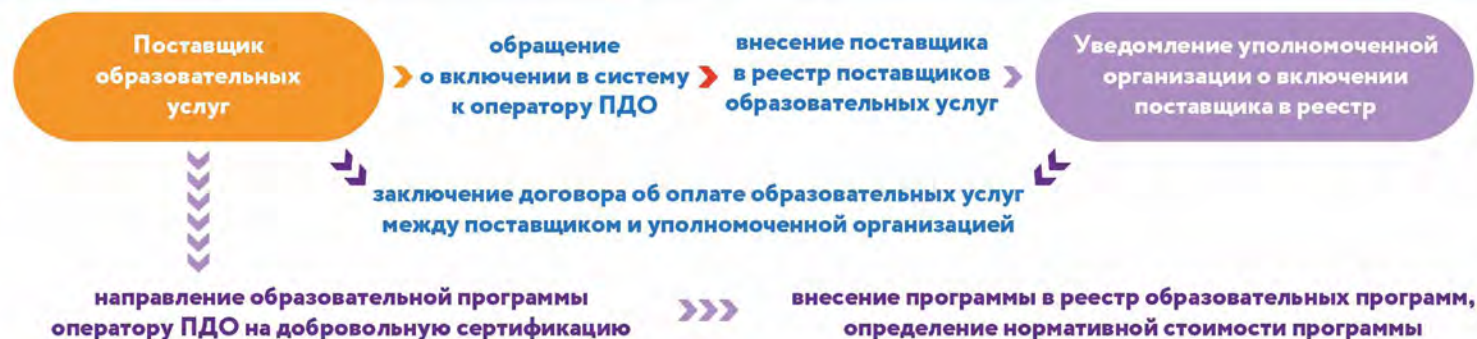 Поставщик
образовательных
услуг
обращение
о включении в систему
к оператору ПДО
внесение поставщика
в реестр поставщиков
образовательных услуг
Уведомление уполномоченной
организации о включении
поставщика в реестр
заключение договора об оплате образовательных услуг
между поставщиком и уполномоченной организацией
направление образовательной программы
оператору ПДО на добровольную сертификацию
внесение программы в реестр образовательных программ,
определение нормативной стоимости программы